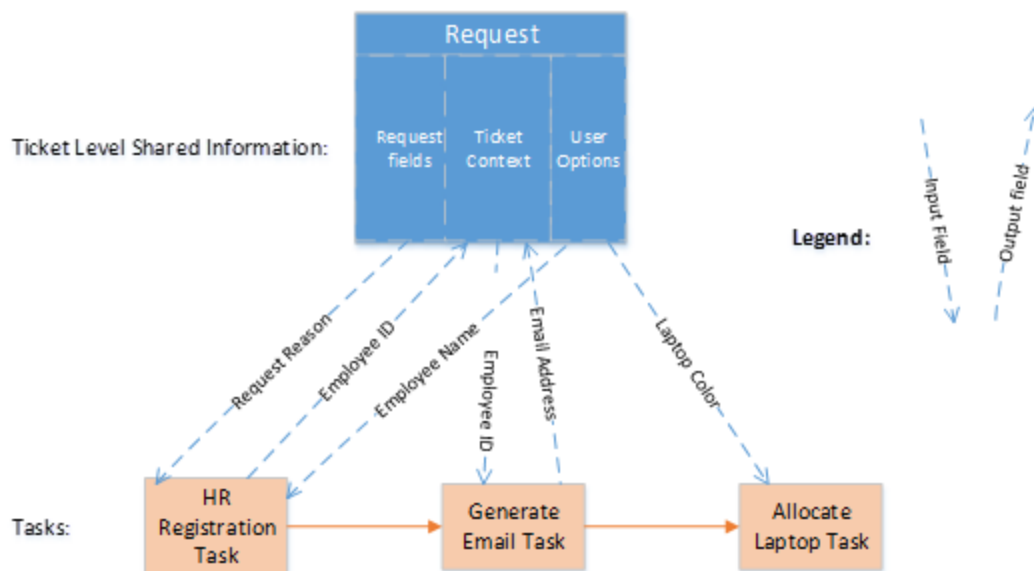 Request
Ticket Level Shared Information:
Request
fields
Ticket
Context
User
Options
Legend:
Input Field
Output field
Request Reason
Employee ID
Employee Name
Employee ID
Email Address
Laptop Color
Tasks:
HR
Registration
Task
Generate
Email Task
Allocate
Laptop Task